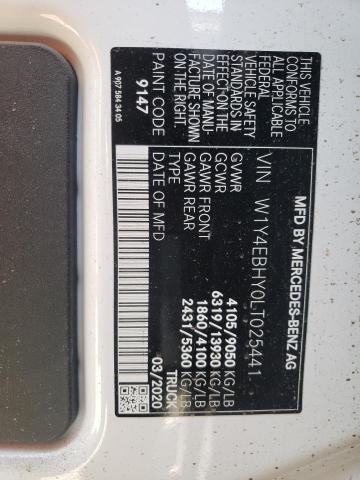 MFD BY MERCEDES-BENZ AG
VIN W1Y4EBHY0LT025441
GVWR 4105/9050 KG/LB
GCWR 6319/13930 KG/LB
GAWR FRONT 1860/4100 KG/LB
GAWR REAR 2431/5360 KG/LB
TYPE TRUCK
DATE OF MFD 03/2020
THIS VEHICLE
CONFORMS TO
ALL APPLICABLE
FEDERAL
VEHICLE SAFETY
STANDARDS IN
EFFECT ON THE
DATE OF MANU-
FACTURE SHOWN
ON THE RIGHT.
PAINT CODE
9147
A 907 584 34 05